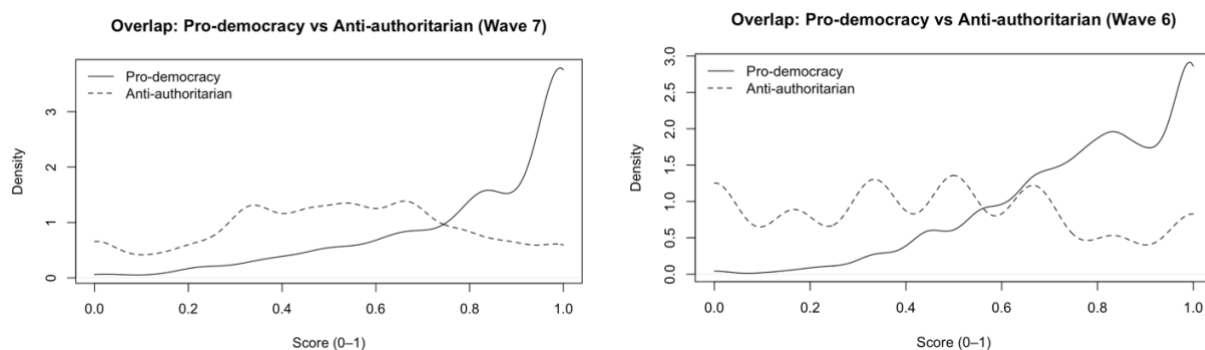 Overlap: Pro-democracy vs Anti-authoritarian (Wave 7)
Pro-democracy
Anti-authoritarian
Density
3
2
1
0
0.0 0.2 0.4 0.6 0.8 1.0
Score (0–1)
Overlap: Pro-democracy vs Anti-authoritarian (Wave 6)
Pro-democracy
Anti-authoritarian
Density
3.0
2.5
2.0
1.5
1.0
0.5
0.0
0.0 0.2 0.4 0.6 0.8 1.0
Score (0–1)